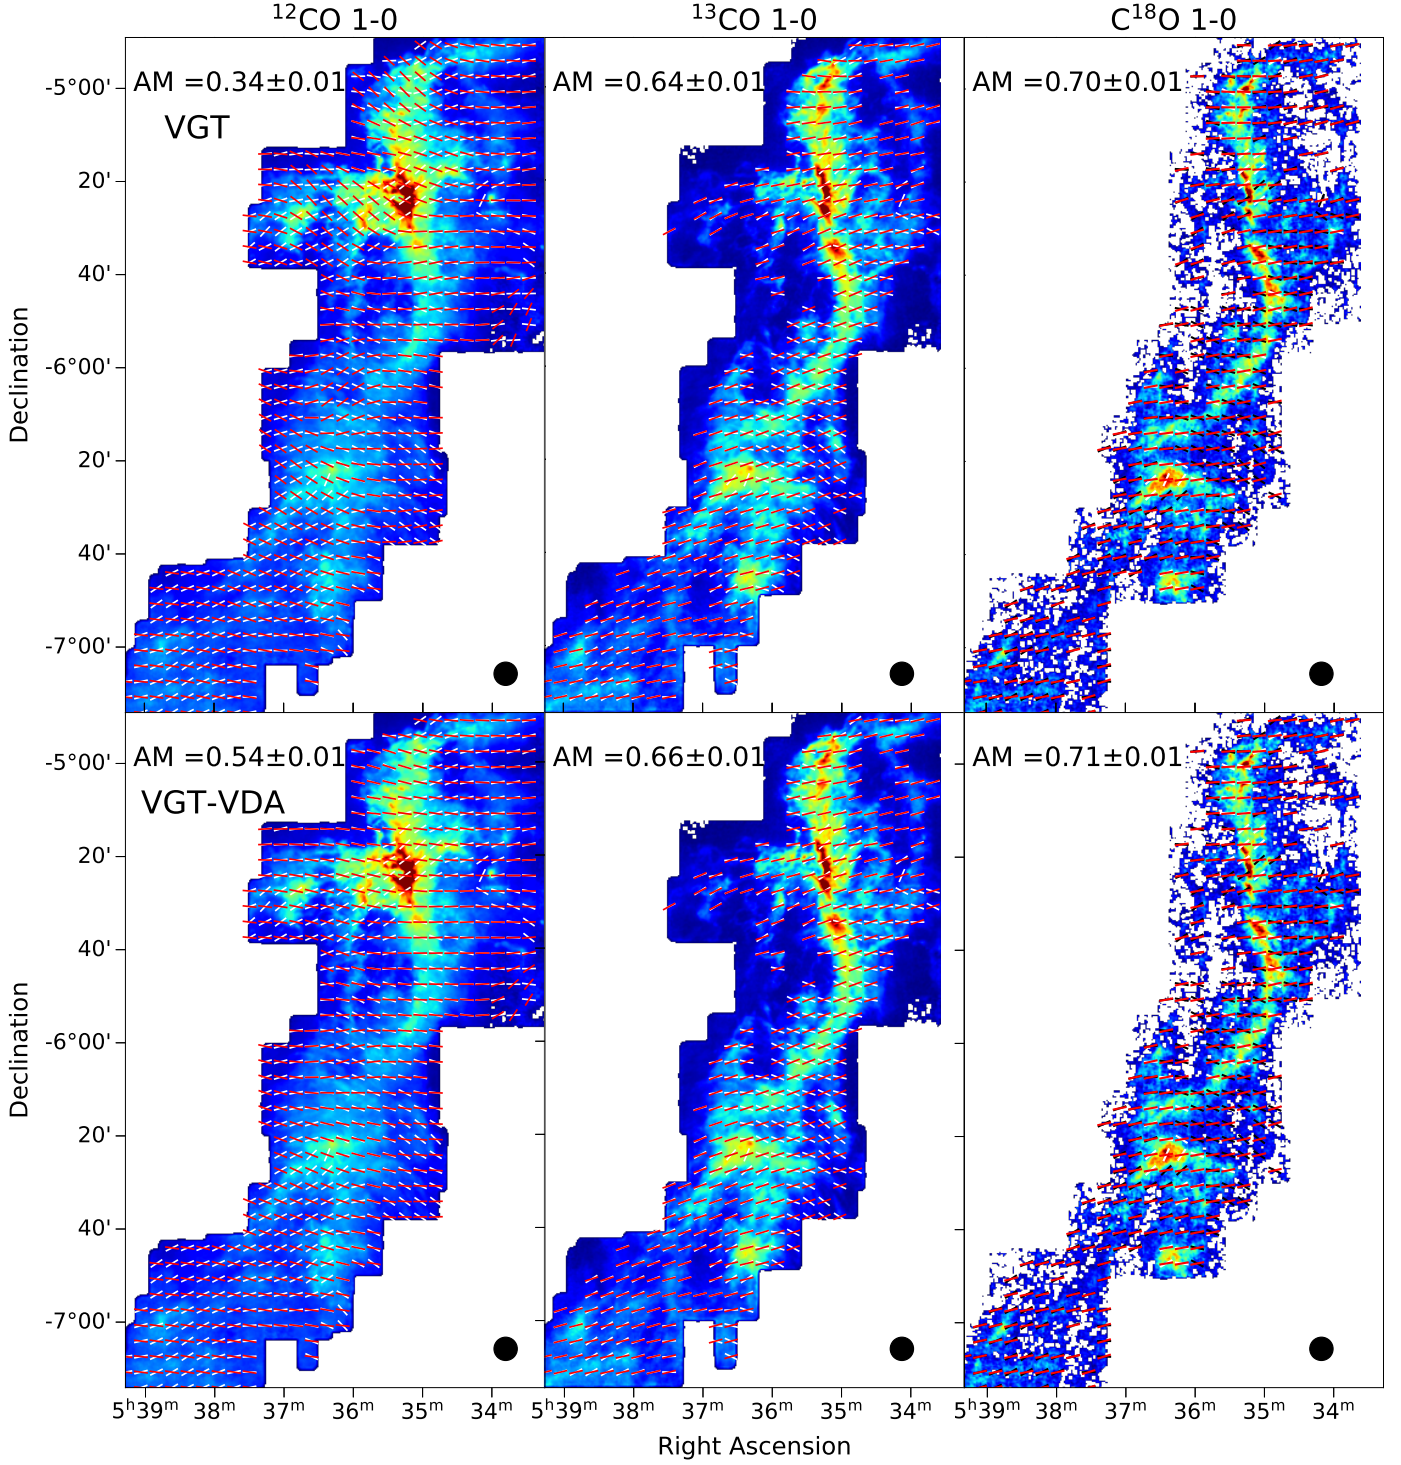 ¹²CO 1-0 ¹³CO 1-0 C¹⁸O 1-0
AM =0.34±0.01 AM =0.64±0.01 AM =0.70±0.01
VGT
-5°00'
20'
40'
-6°00'
20'
40'
-7°00'
Declination
AM =0.54±0.01 AM =0.66±0.01 AM =0.71±0.01
VGT-VDA
-5°00'
20'
40'
-6°00'
20'
40'
-7°00'
Declination
5ʰ39ᵐ 38ᵐ 36ᵐ 35ᵐ 34ᵐ 5ʰ39ᵐ 38ᵐ 37ᵐ 36ᵐ 35ᵐ 34ᵐ 5ʰ39ᵐ 38ᵐ 36ᵐ 35ᵐ 34ᵐ
Right Ascension